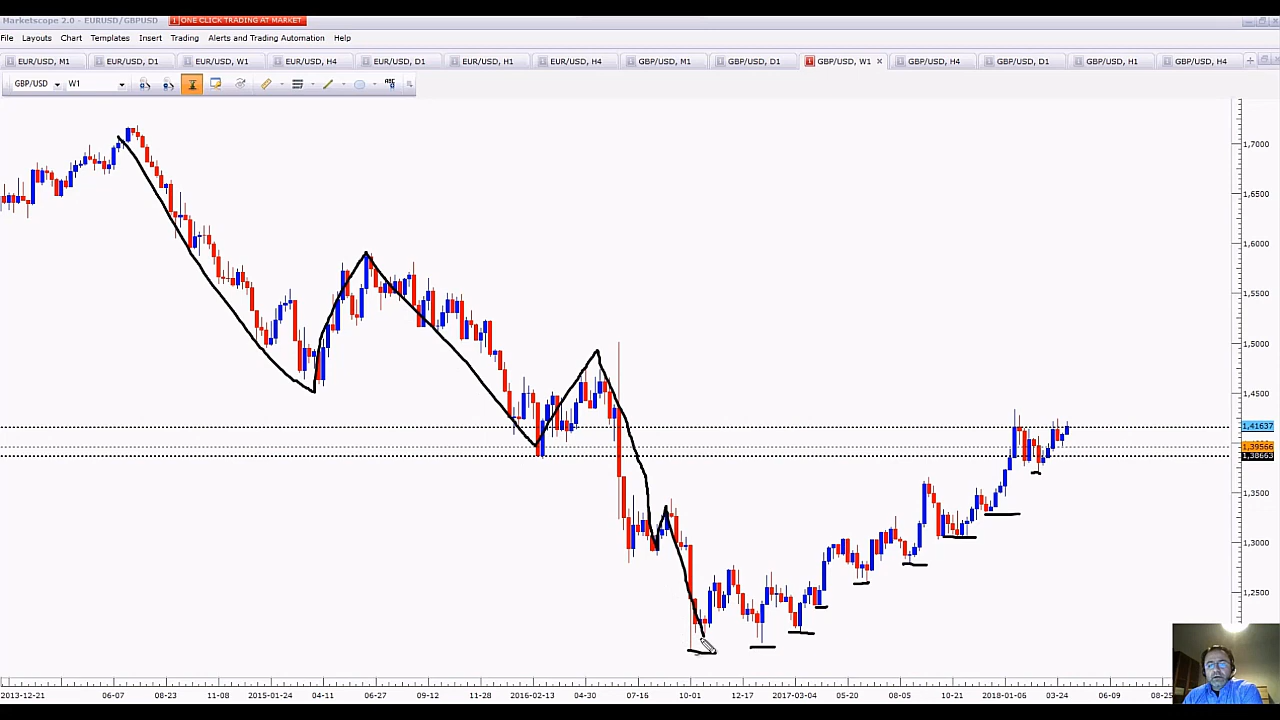 Marketscope 2.0 - EURUSD/GBPUSD 1 ONE CLICK TRADING AT MARKET
File Layouts Chart Templates Insert Trading Alerts and Trading Automation Help
EUR/USD, M1 EUR/USD, D1 EUR/USD, W1 EUR/USD, H4 EUR/USD, D1 EUR/USD, H1 EUR/USD, H4 GBP/USD, M1 GBP/USD, D1 GBP/USD, W1 GBP/USD, H4 GBP/USD, D1 GBP/USD, H1 GBP/USD, H4
GBP/USD W1 ABC
1,7000
1,6500
1,6000
1,5500
1,5000
1,4500
1,41637
1,39566
1,38663
1,3500
1,3000
1,2500
2013-12-21 06-07 08-23 11-08 2015-01-24 04-11 06-27 09-12 11-28 2016-02-13 04-30 07-16 10-01 12-17 2017-03-04 05-20 08-05 10-21 2018-01-06 03-24 06-09 08-25